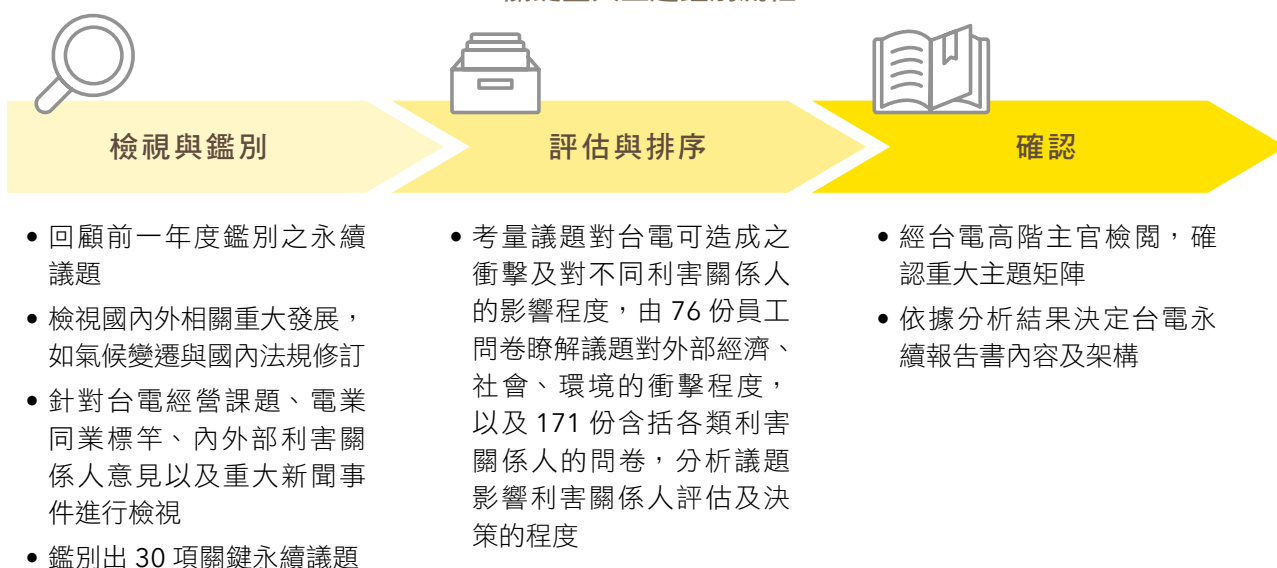 檢視與鑑別
• 回顧前一年度鑑別之永續
議題
• 檢視國內外相關重大發展，
如氣候變遷與國內法規修訂
• 針對台電經營課題、電業
同業標竿、內外部利害關
係人意見以及重大新聞事
件進行檢視
• 鑑別出 30 項關鍵永續議題
評估與排序
• 考量議題對台電可造成之
衝擊及對不同利害關係人
的影響程度，由 76 份員工
問卷瞭解議題對外部經濟、
社會、環境的衝擊程度，
以及 171 份含括各類利害
關係人的問卷，分析議題
影響利害關係人評估及決
策的程度
確認
• 經台電高階主官檢閱，確
認重大主題矩陣
• 依據分析結果決定台電永
續報告書內容及架構